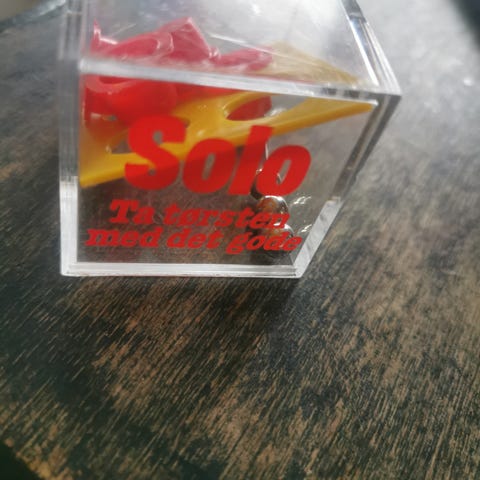 Solo
Ta tørsten
med det gode